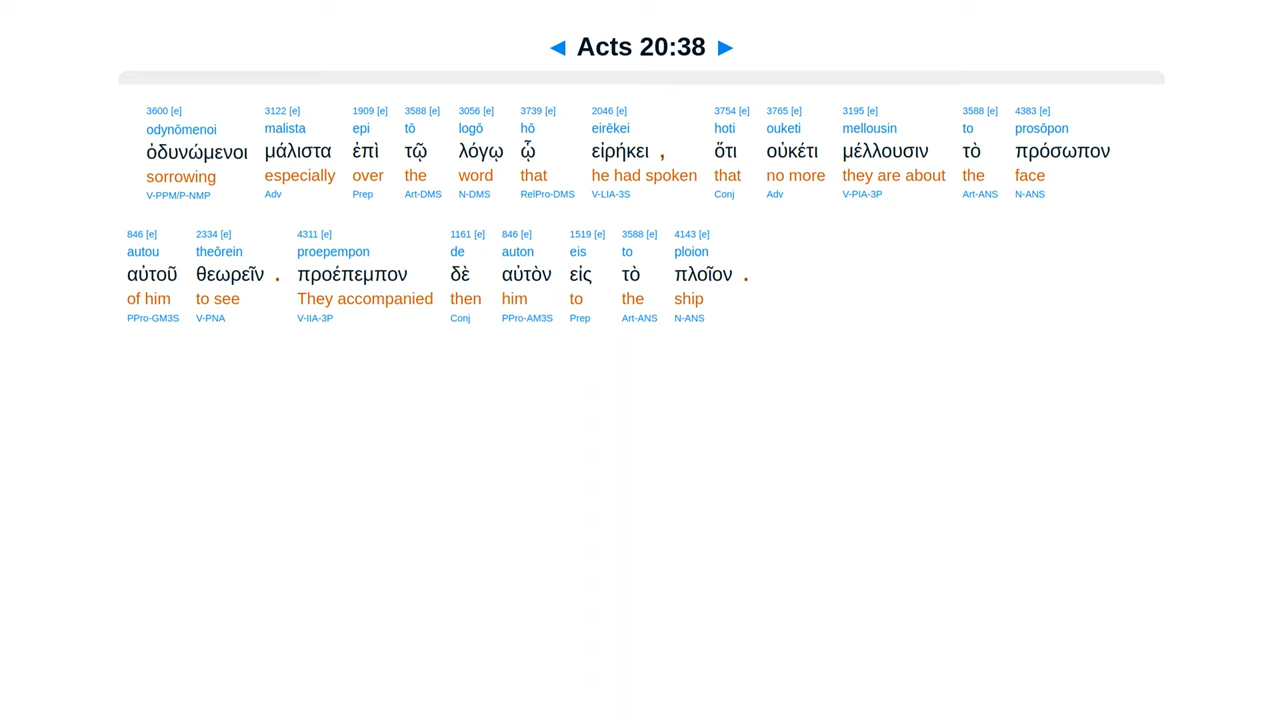 ◄ Acts 20:38 ►
3600 [e] 3122 [e] 1909 [e] 3588 [e] 3056 [e] 3739 [e] 2046 [e] 3754 [e] 3765 [e] 3195 [e] 3588 [e] 4383 [e]
odynōmenoi malista epi tō logō hō eirēkei hoti ouketi mellousin to prosōpon
ὀδυνώμενοι μάλιστα ἐπὶ τῷ λόγῳ ᾧ εἰρήκει , ὅτι οὐκέτι μέλλουσιν τὸ πρόσωπον
sorrowing especially over the word that he had spoken that no more they are about the face
V-PPM/P-NMP Adv Prep Art-DMS N-DMS RelPro-DMS V-LIA-3S Conj Adv V-PIA-3P Art-ANS N-ANS
846 [e] 2334 [e] 4311 [e] 1161 [e] 846 [e] 1519 [e] 3588 [e] 4143 [e]
autou theōrein proepempon de auton eis to ploion
αὐτοῦ θεωρεῖν . προέπεμπον δὲ αὐτὸν εἰς τὸ πλοῖον .
of him to see They accompanied then him to the ship
PPro-GM3S V-PNA V-IIA-3P Conj PPro-AM3S Prep Art-ANS N-ANS